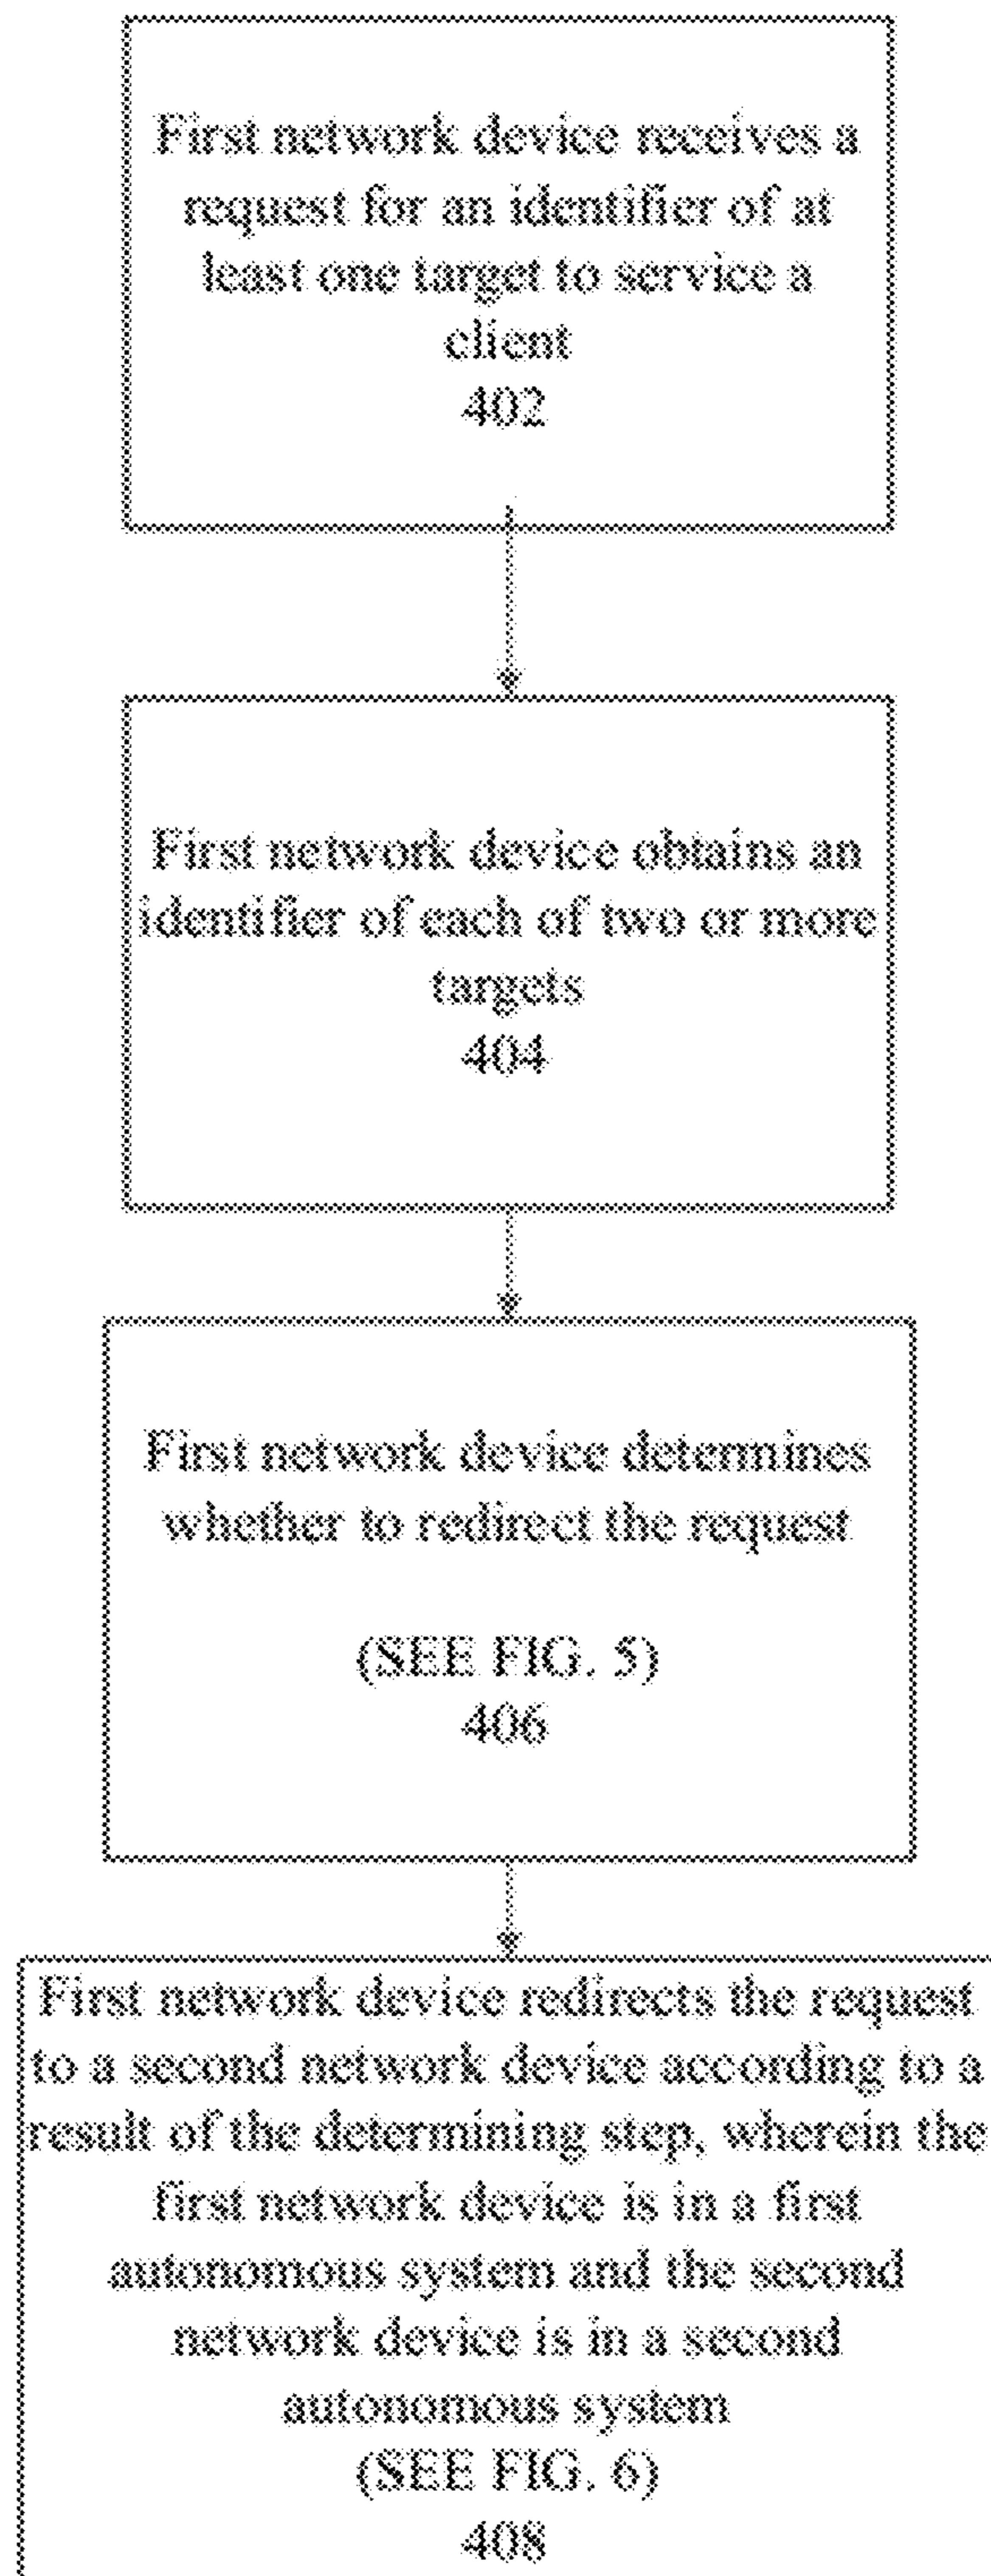 First network device receives a
request for an identifier of at
least one target to service a
client
402
First network device obtains an
identifier of each of two or more
targets
404
First network device determines
whether to redirect the request
(SEE FIG. 5)
406
First network device redirects the request
to a second network device according to a
result of the determining step, wherein the
first network device is in a first
autonomous system and the second
network device is in a second
autonomous system
(SEE FIG. 6)
408